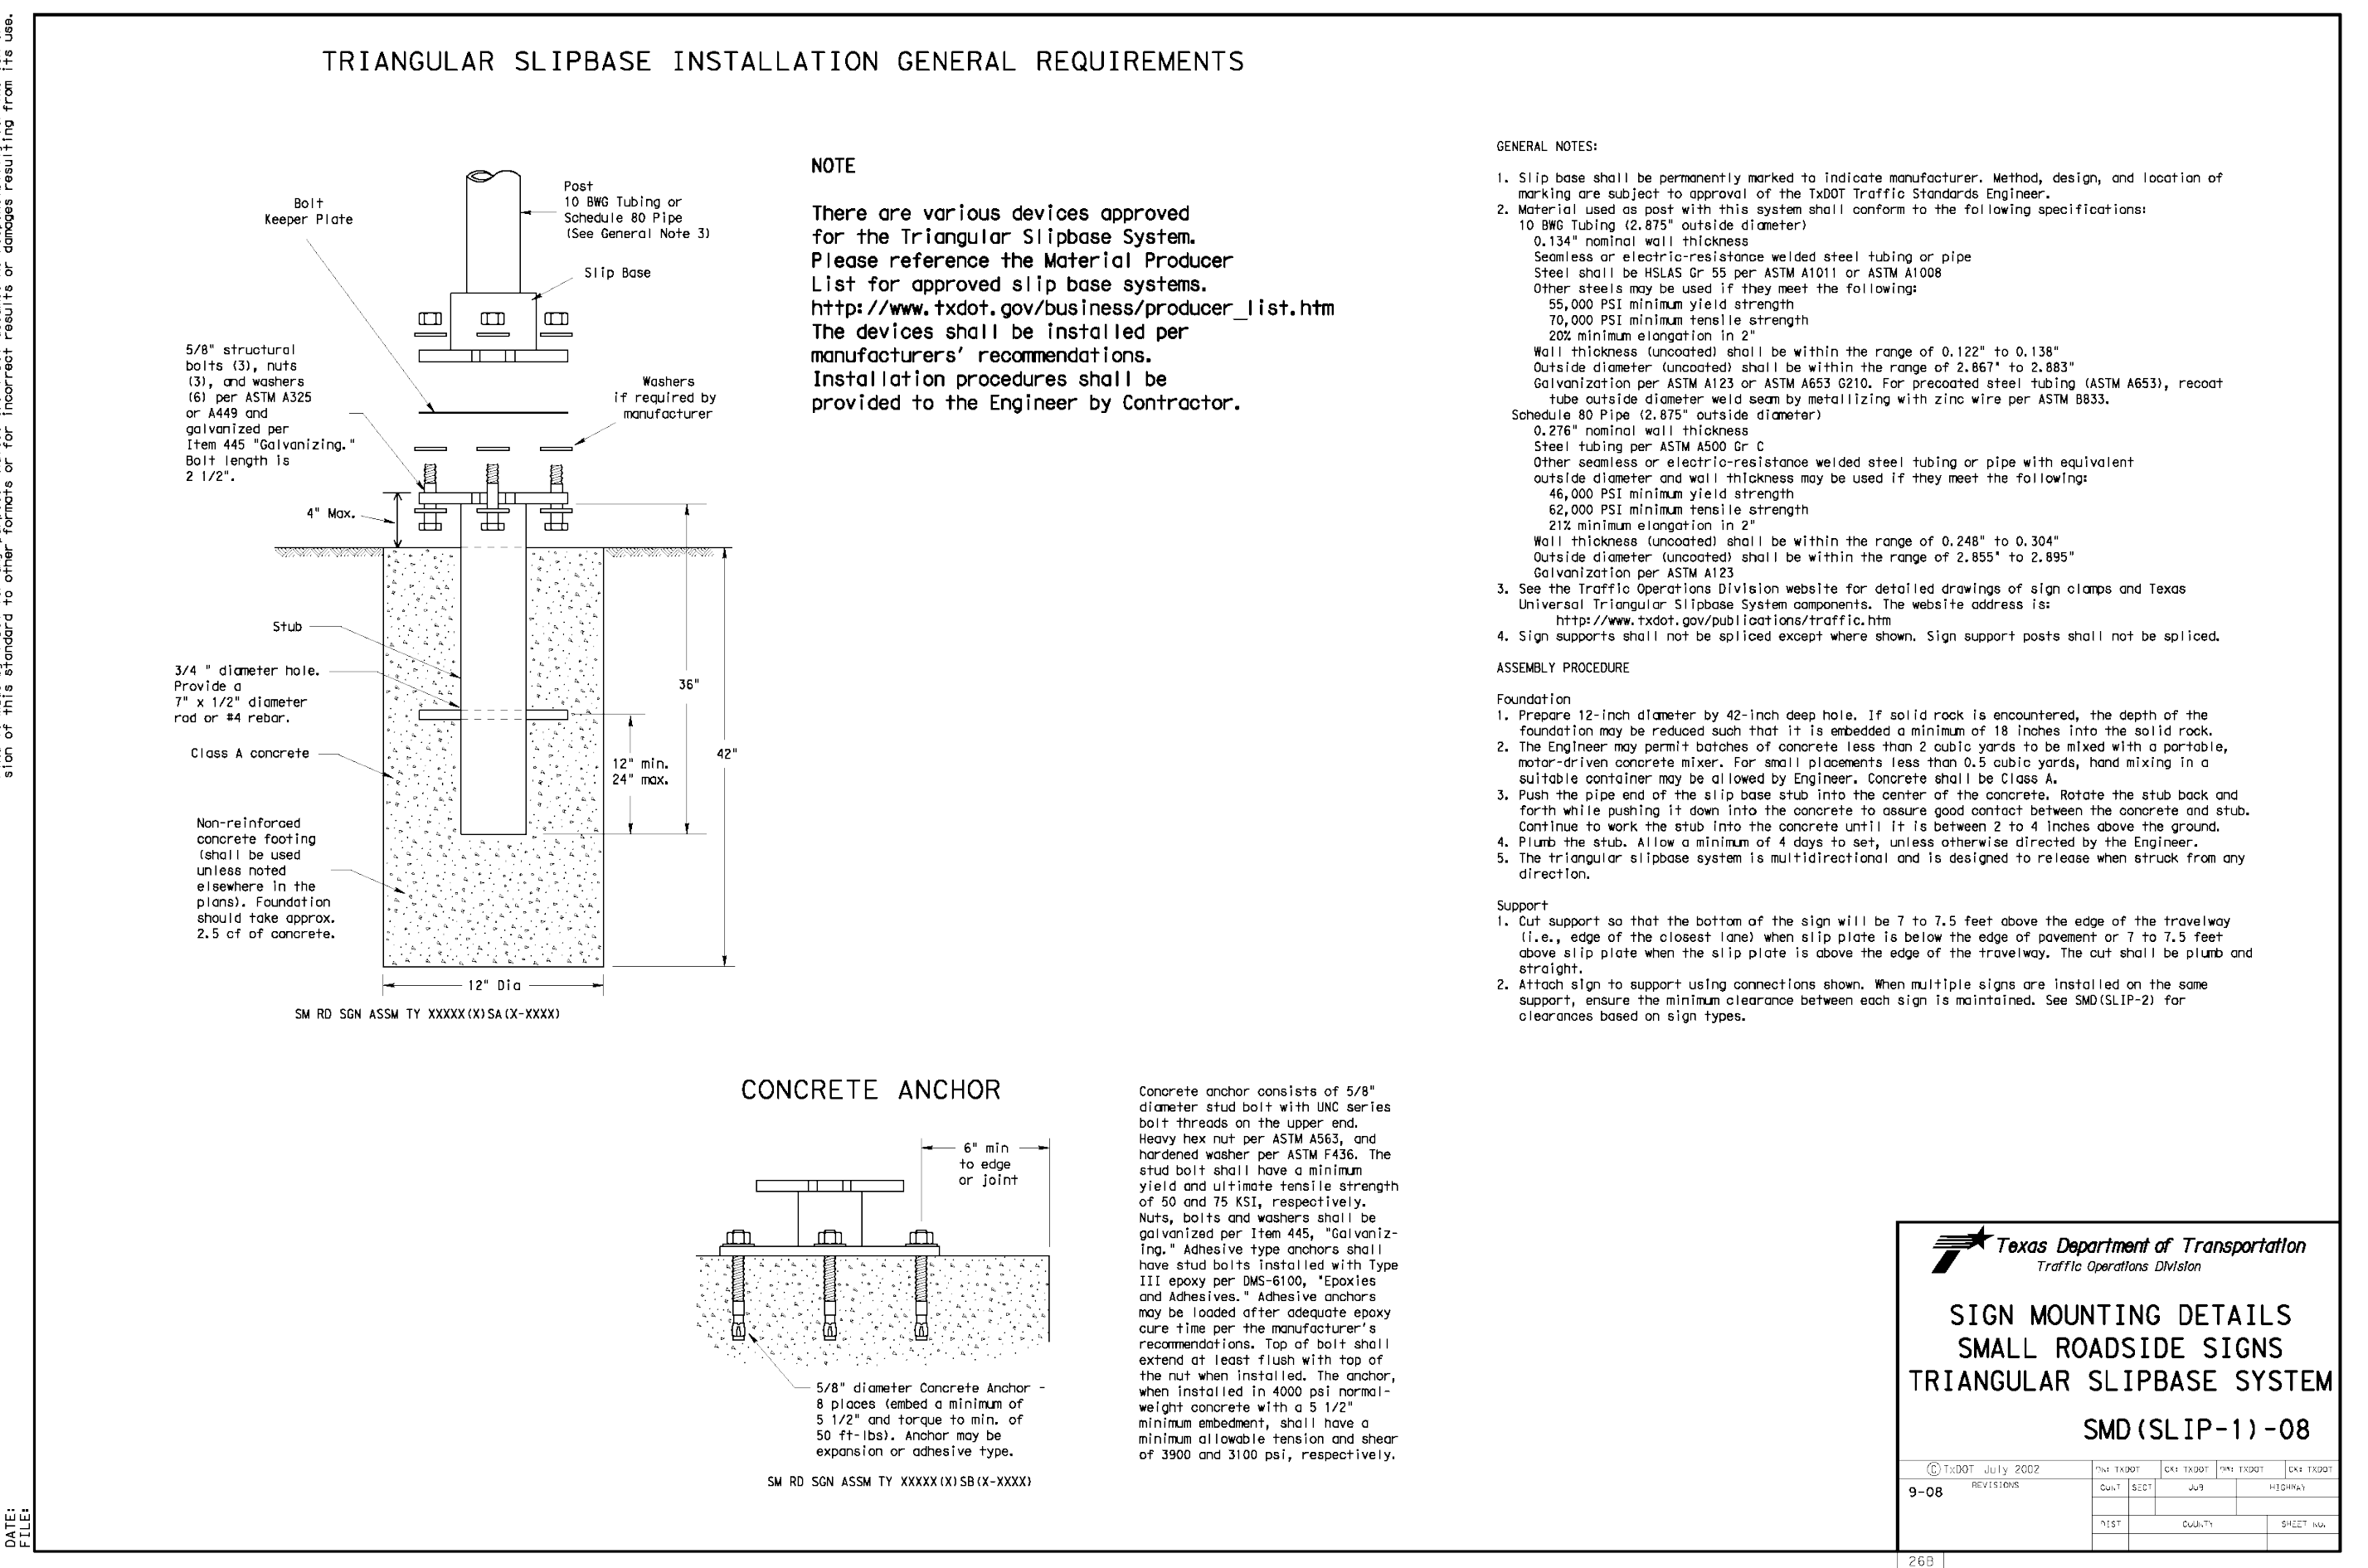 TRIANGULAR SLIPBASE INSTALLATION GENERAL REQUIREMENTS
Bolt
Keeper Plate
Post
10 BWG Tubing or
Schedule 80 Pipe
(See General Note 3)
Slip Base
5/8" structural
bolts (3), nuts
(3), and washers
(6) per ASTM A325
or A449 and
galvanized per
Item 445 "Galvanizing."
Bolt length is
2 1/2".
Washers
if required by
manufacturer
4" Max.
Stub
3/4 " diameter hole.
Provide a
7" x 1/2" diameter
rod or #4 rebar.
Class A concrete
36"
42"
12" min.
24" max.
Non-reinforced
concrete footing
(shall be used
unless noted
elsewhere in the
plans). Foundation
should take approx.
2.5 cf of concrete.
12" Dia
SM RD SGN ASSM TY XXXXX(X)SA(X-XXXX)
NOTE
There are various devices approved
for the Triangular Slipbase System.
Please reference the Material Producer
List for approved slip base systems.
http://www.txdot.gov/business/producer_list.htm
The devices shall be installed per
manufacturers' recommendations.
Installation procedures shall be
provided to the Engineer by Contractor.
GENERAL NOTES:
1. Slip base shall be permanently marked to indicate manufacturer. Method, design, and location of
marking are subject to approval of the TxDOT Traffic Standards Engineer.
2. Material used as post with this system shall conform to the following specifications:
10 BWG Tubing (2.875" outside diameter)
0.134" nominal wall thickness
Seamless or electric-resistance welded steel tubing or pipe
Steel shall be HSLAS Gr 55 per ASTM A1011 or ASTM A1008
Other steels may be used if they meet the following:
55,000 PSI minimum yield strength
70,000 PSI minimum tensile strength
20% minimum elongation in 2"
Wall thickness (uncoated) shall be within the range of 0.122" to 0.138"
Outside diameter (uncoated) shall be within the range of 2.867" to 2.883"
Galvanization per ASTM A123 or ASTM A653 G210. For precoated steel tubing (ASTM A653), recoat
tube outside diameter weld seam by metallizing with zinc wire per ASTM B833.
Schedule 80 Pipe (2.875" outside diameter)
0.276" nominal wall thickness
Steel tubing per ASTM A500 Gr C
Other seamless or electric-resistance welded steel tubing or pipe with equivalent
outside diameter and wall thickness may be used if they meet the following:
46,000 PSI minimum yield strength
62,000 PSI minimum tensile strength
21% minimum elongation in 2"
Wall thickness (uncoated) shall be within the range of 0.248" to 0.304"
Outside diameter (uncoated) shall be within the range of 2.855" to 2.895"
Galvanization per ASTM A123
3. See the Traffic Operations Division website for detailed drawings of sign clamps and Texas
Universal Triangular Slipbase System components. The website address is:
http://www.txdot.gov/publications/traffic.htm
4. Sign supports shall not be spliced except where shown. Sign support posts shall not be spliced.
ASSEMBLY PROCEDURE
Foundation
1. Prepare 12-inch diameter by 42-inch deep hole. If solid rock is encountered, the depth of the
foundation may be reduced such that it is embedded a minimum of 18 inches into the solid rock.
2. The Engineer may permit batches of concrete less than 2 cubic yards to be mixed with a portable,
motor-driven concrete mixer. For small placements less than 0.5 cubic yards, hand mixing in a
suitable container may be allowed by Engineer. Concrete shall be Class A.
3. Push the pipe end of the slip base stub into the center of the concrete. Rotate the stub back and
forth while pushing it down into the concrete to assure good contact between the concrete and stub.
Continue to work the stub into the concrete until it is between 2 to 4 inches above the ground.
4. Plumb the stub. Allow a minimum of 4 days to set, unless otherwise directed by the Engineer.
5. The triangular slipbase system is multidirectional and is designed to release when struck from any
direction.
Support
1. Cut support so that the bottom of the sign will be 7 to 7.5 feet above the edge of the travelway
(i.e., edge of the closest lane) when slip plate is below the edge of pavement or 7 to 7.5 feet
above slip plate when the slip plate is above the edge of the travelway. The cut shall be plumb and
straight.
2. Attach sign to support using connections shown. When multiple signs are installed on the same
support, ensure the minimum clearance between each sign is maintained. See SMD(SLIP-2) for
clearances based on sign types.
CONCRETE ANCHOR
6" min
to edge
or joint
5/8" diameter Concrete Anchor -
8 places (embed a minimum of
5 1/2" and torque to min. of
50 ft-lbs). Anchor may be
expansion or adhesive type.
SM RD SGN ASSM TY XXXXX(X)SB(X-XXXX)
Concrete anchor consists of 5/8"
diameter stud bolt with UNC series
bolt threads on the upper end.
Heavy hex nut per ASTM A563, and
hardened washer per ASTM F436. The
stud bolt shall have a minimum
yield and ultimate tensile strength
of 50 and 75 KSI, respectively.
Nuts, bolts and washers shall be
galvanized per Item 445, "Galvaniz-
ing." Adhesive type anchors shall
have stud bolts installed with Type
III epoxy per DMS-6100, "Epoxies
and Adhesives." Adhesive anchors
may be loaded after adequate epoxy
cure time per the manufacturer's
recommendations. Top of bolt shall
extend at least flush with top of
the nut when installed. The anchor,
when installed in 4000 psi normal-
weight concrete with a 5 1/2"
minimum embedment, shall have a
minimum allowable tension and shear
of 3900 and 3100 psi, respectively.
Texas Department of Transportation
Traffic Operations Division
SIGN MOUNTING DETAILS
SMALL ROADSIDE SIGNS
TRIANGULAR SLIPBASE SYSTEM
SMD(SLIP-1)-08
© TxDOT July 2002
DN: TXDOT
CK: TXDOT
DW: TXDOT
CK: TXDOT
9-08
REVISIONS
CONT
SECT
JOB
HIGHWAY
DIST
COUNTY
SHEET NO.
26B
sion of this standard to other formats or for incorrect results or damages resulting from its use.
DATE:
FILE: